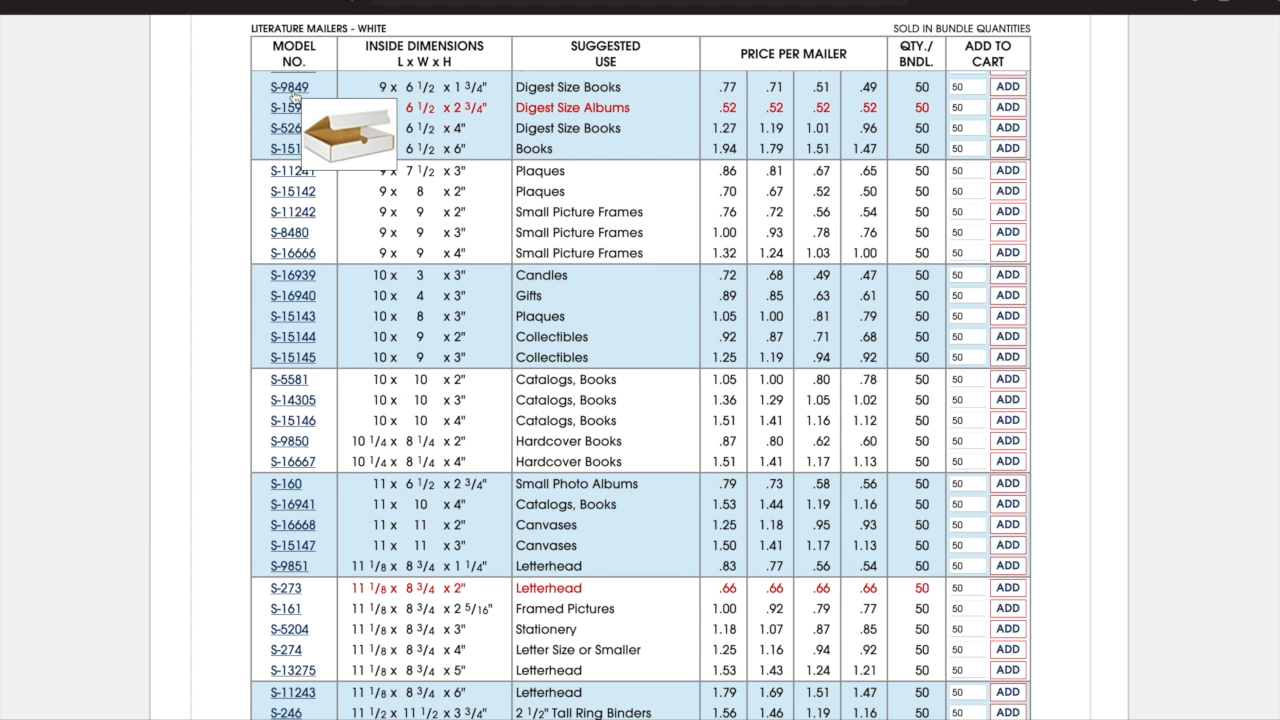 LITERATURE MAILERS - WHITE SOLD IN BUNDLE QUANTITIES
MODEL NO. INSIDE DIMENSIONS L x W x H SUGGESTED USE PRICE PER MAILER QTY./ BNDL. ADD TO CART
S-9849 9 x 6 1/2 x 1 3/4" Digest Size Books .77 .71 .51 .49 50 50 ADD
6 1/2 x 2 3/4" Digest Size Albums .52 .52 .52 .52 50 50 ADD
6 1/2 x 4" Digest Size Books 1.27 1.19 1.01 .96 50 50 ADD
6 1/2 x 6" Books 1.94 1.79 1.51 1.47 50 50 ADD
S-11241 9 x 7 1/2 x 3" Plaques .86 .81 .67 .65 50 50 ADD
S-15142 9 x 8 x 2" Plaques .70 .67 .52 .50 50 50 ADD
S-11242 9 x 9 x 2" Small Picture Frames .76 .72 .56 .54 50 50 ADD
S-8480 9 x 9 x 3" Small Picture Frames 1.00 .93 .78 .76 50 50 ADD
S-16666 9 x 9 x 4" Small Picture Frames 1.32 1.24 1.03 1.00 50 50 ADD
S-16939 10 x 3 x 3" Candles .72 .68 .49 .47 50 50 ADD
S-16940 10 x 4 x 3" Gifts .89 .85 .63 .61 50 50 ADD
S-15143 10 x 8 x 3" Plaques 1.05 1.00 .81 .79 50 50 ADD
S-15144 10 x 9 x 2" Collectibles .92 .87 .71 .68 50 50 ADD
S-15145 10 x 9 x 3" Collectibles 1.25 1.19 .94 .92 50 50 ADD
S-5581 10 x 10 x 2" Catalogs, Books 1.05 1.00 .80 .78 50 50 ADD
S-14305 10 x 10 x 3" Catalogs, Books 1.36 1.29 1.05 1.02 50 50 ADD
S-15146 10 x 10 x 4" Catalogs, Books 1.51 1.41 1.16 1.12 50 50 ADD
S-9850 10 1/4 x 8 1/4 x 2" Hardcover Books .87 .80 .62 .60 50 50 ADD
S-16667 10 1/4 x 8 1/4 x 4" Hardcover Books 1.51 1.41 1.17 1.13 50 50 ADD
S-160 11 x 6 1/2 x 2 3/4" Small Photo Albums .79 .73 .58 .56 50 50 ADD
S-16941 11 x 10 x 4" Catalogs, Books 1.53 1.44 1.19 1.16 50 50 ADD
S-16668 11 x 11 x 2" Canvases 1.25 1.18 .95 .93 50 50 ADD
S-15147 11 x 11 x 3" Canvases 1.50 1.41 1.17 1.13 50 50 ADD
S-9851 11 1/8 x 8 3/4 x 1 1/4" Letterhead .83 .77 .56 .54 50 50 ADD
S-273 11 1/8 x 8 3/4 x 2" Letterhead .66 .66 .66 .66 50 50 ADD
S-161 11 1/8 x 8 3/4 x 2 5/16" Framed Pictures 1.00 .92 .79 .77 50 50 ADD
S-5204 11 1/8 x 8 3/4 x 3" Stationery 1.18 1.07 .87 .85 50 50 ADD
S-274 11 1/8 x 8 3/4 x 4" Letter Size or Smaller 1.25 1.16 .94 .92 50 50 ADD
S-13275 11 1/8 x 8 3/4 x 5" Letterhead 1.53 1.43 1.24 1.21 50 50 ADD
S-11243 11 1/8 x 8 3/4 x 6" Letterhead 1.79 1.69 1.51 1.47 50 50 ADD
S-246 11 1/2 x 11 1/2 x 3 3/4" 2 1/2" Tall Ring Binders 1.56 1.46 1.19 1.16 50 50 ADD